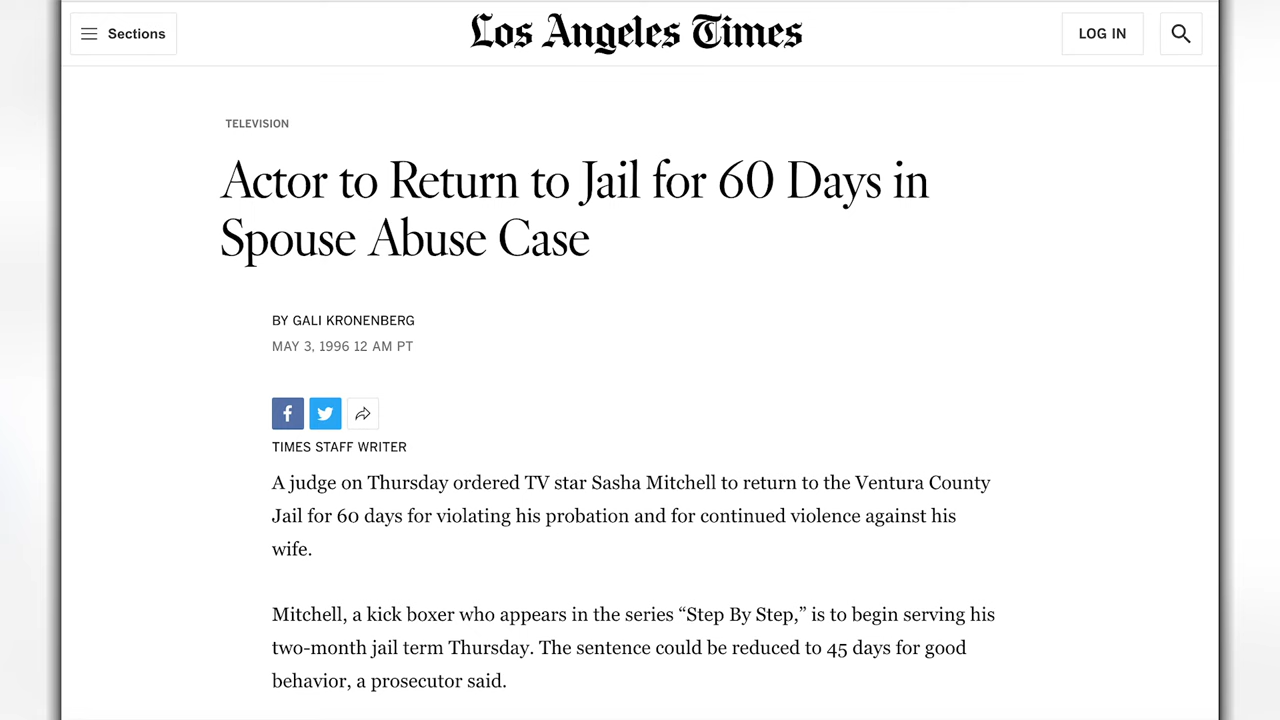 Sections
Los Angeles Times
LOG IN
TELEVISION
Actor to Return to Jail for 60 Days in
Spouse Abuse Case
BY GALI KRONENBERG
MAY 3, 1996 12 AM PT
TIMES STAFF WRITER
A judge on Thursday ordered TV star Sasha Mitchell to return to the Ventura County
Jail for 60 days for violating his probation and for continued violence against his
wife.
Mitchell, a kick boxer who appears in the series “Step By Step,” is to begin serving his
two-month jail term Thursday. The sentence could be reduced to 45 days for good
behavior, a prosecutor said.